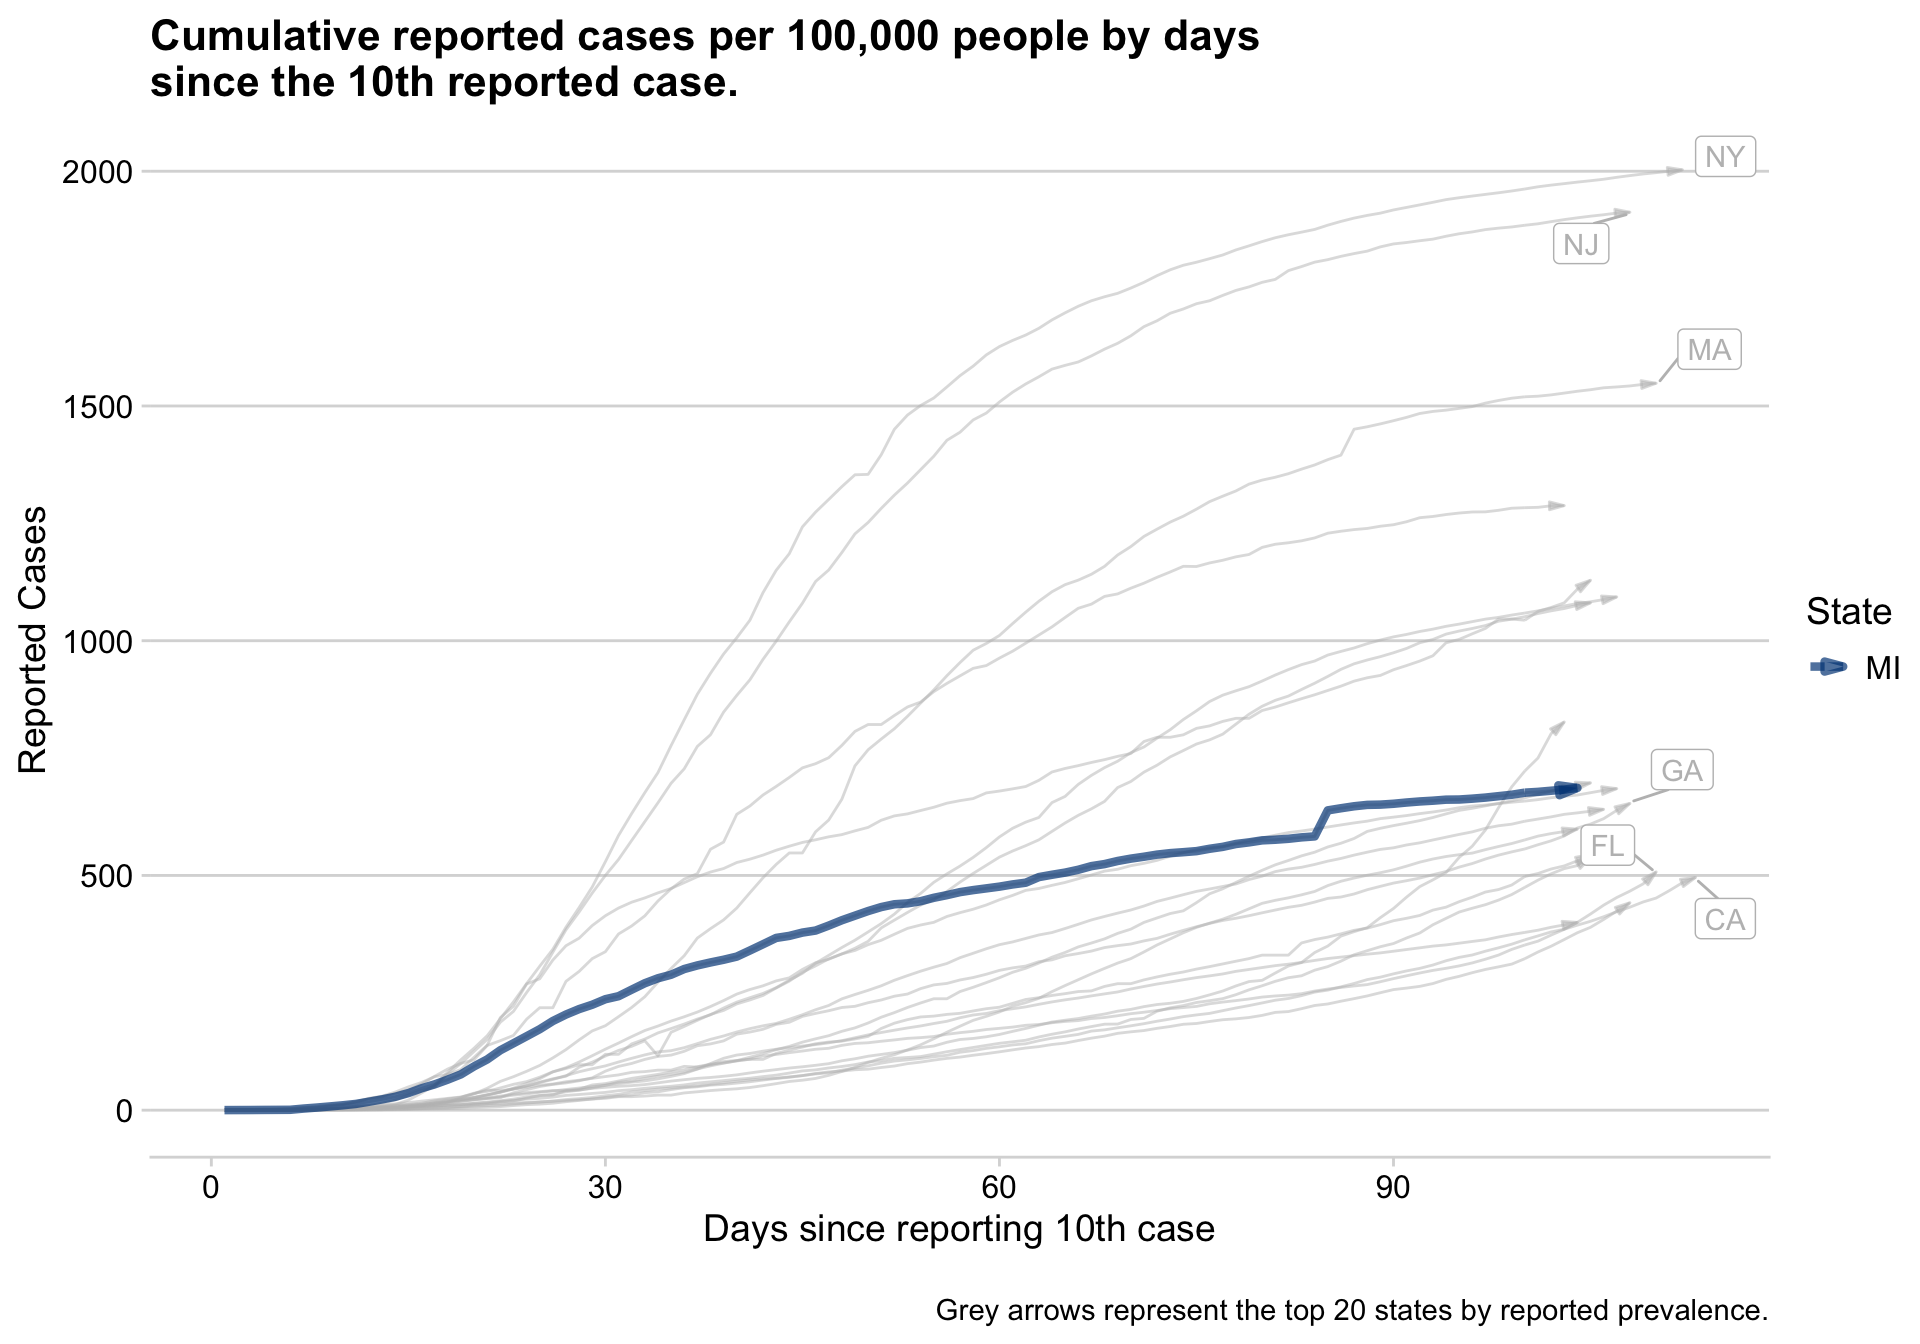 Cumulative reported cases per 100,000 people by days
since the 10th reported case.
2000
1500
1000
500
0
Reported Cases
NY
NJ
MA
GA
FL
CA
State
MI
0
30
60
90
Days since reporting 10th case
Grey arrows represent the top 20 states by reported prevalence.